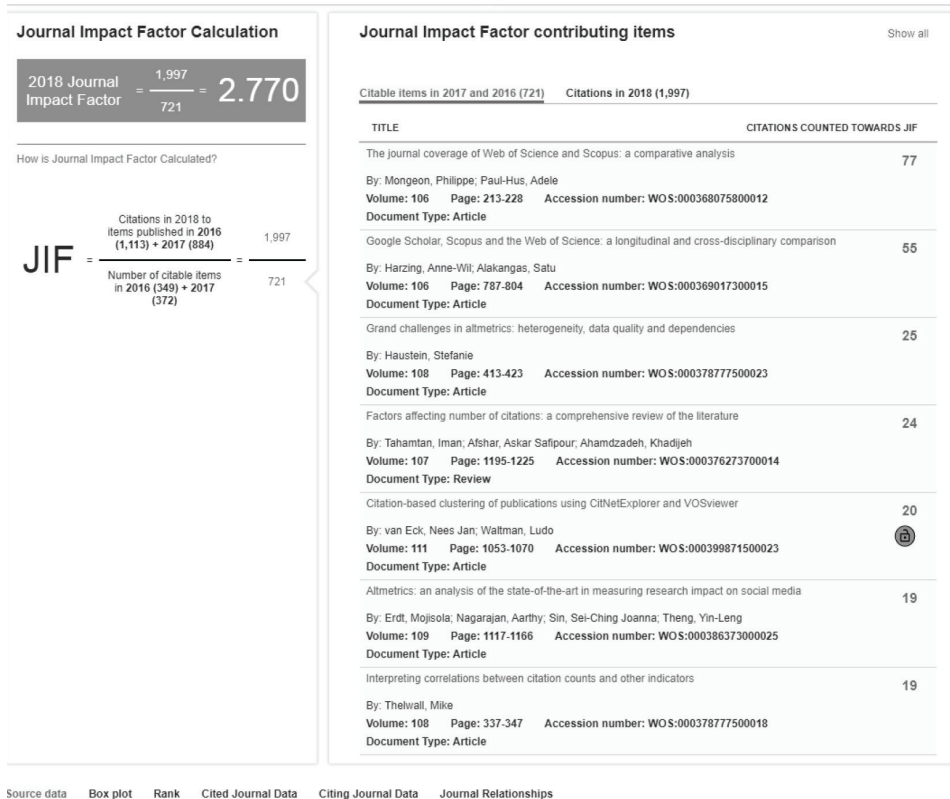 Journal Impact Factor Calculation
2018 Journal
Impact Factor
=
1,997
721
=
2.770
How is Journal Impact Factor Calculated?
JIF
=
Citations in 2018 to
items published in 2016
(1,113) + 2017 (884)
Number of citable items
in 2016 (349) + 2017
(372)
=
1,997
721
Journal Impact Factor contributing items
Show all
Citable items in 2017 and 2016 (721) Citations in 2018 (1,997)
TITLE CITATIONS COUNTED TOWARDS JIF
The journal coverage of Web of Science and Scopus: a comparative analysis 77
By: Mongeon, Philippe; Paul-Hus, Adele
Volume: 106 Page: 213-228 Accession number: WOS:000368075800012
Document Type: Article
Google Scholar, Scopus and the Web of Science: a longitudinal and cross-disciplinary comparison 55
By: Harzing, Anne-Wil; Alakangas, Satu
Volume: 106 Page: 787-804 Accession number: WOS:000369017300015
Document Type: Article
Grand challenges in altmetrics: heterogeneity, data quality and dependencies 25
By: Haustein, Stefanie
Volume: 108 Page: 413-423 Accession number: WOS:000378777500023
Document Type: Article
Factors affecting number of citations: a comprehensive review of the literature 24
By: Tahamtan, Iman; Afshar, Askar Safipour; Ahamdzadeh, Khadijeh
Volume: 107 Page: 1195-1225 Accession number: WOS:000376273700014
Document Type: Review
Citation-based clustering of publications using CitNetExplorer and VOSviewer 20
By: van Eck, Nees Jan; Waltman, Ludo
Volume: 111 Page: 1053-1070 Accession number: WOS:000399871500023
Document Type: Article
Altmetrics: an analysis of the state-of-the-art in measuring research impact on social media 19
By: Erdt, Mojisola; Nagarajan, Aarthy; Sin, Sei-Ching Joanna; Theng, Yin-Leng
Volume: 109 Page: 1117-1166 Accession number: WOS:000386373000025
Document Type: Article
Interpreting correlations between citation counts and other indicators 19
By: Thelwall, Mike
Volume: 108 Page: 337-347 Accession number: WOS:000378777500018
Document Type: Article
Source data Box plot Rank Cited Journal Data Citing Journal Data Journal Relationships